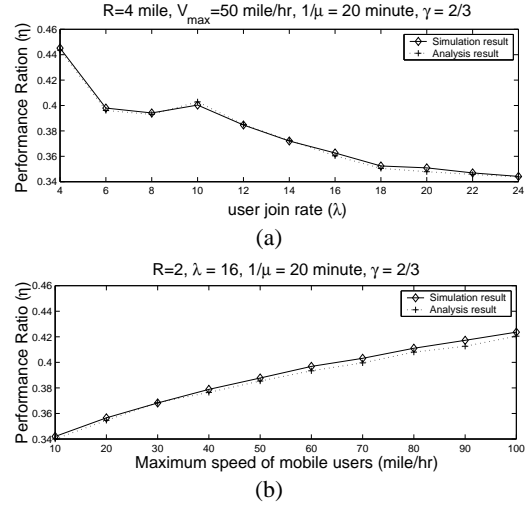 R=4 mile, Vmax=50 mile/hr, 1/μ = 20 minute, γ = 2/3
Performance Ration (η)
0.46
0.44
0.42
0.4
0.38
0.36
0.34
Simulation result
Analysis result
4 6 8 10 12 14 16 18 20 22 24
user join rate (λ)
(a)
R=2, λ = 16, 1/μ = 20 minute, γ = 2/3
Performance Ratio (η)
0.46
0.44
0.42
0.4
0.38
0.36
0.34
Simulation result
Analysis result
10 20 30 40 50 60 70 80 90 100
Maximum speed of mobile users (mile/hr)
(b)